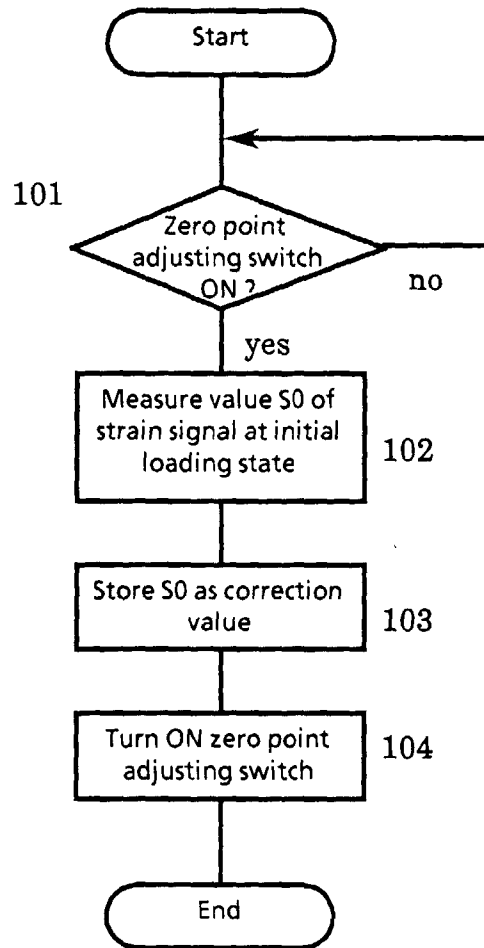 Start
101
Zero point
adjusting switch
ON ?
no
yes
Measure value S0 of
strain signal at initial
loading state
102
Store S0 as correction
value
103
Turn ON zero point
adjusting switch
104
End